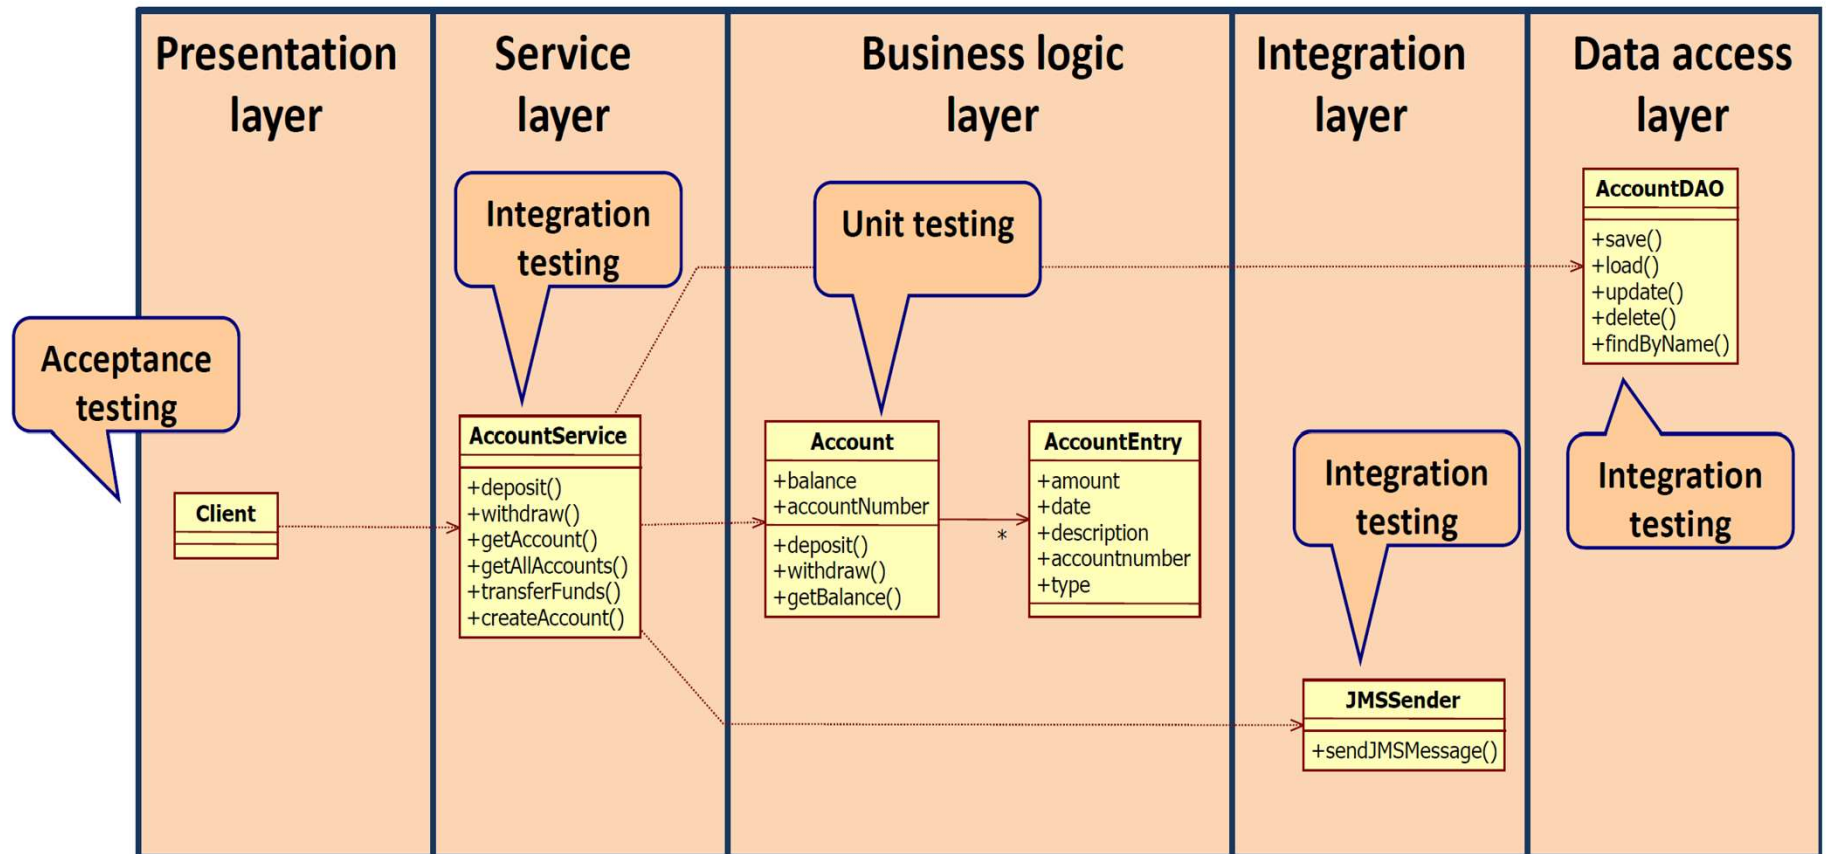 Presentation
layer
Service
layer
Business logic
layer
Integration
layer
Data access
layer
Acceptance
testing
Client
Integration
testing
AccountService
+deposit()
+withdraw()
+getAccount()
+getAllAccounts()
+transferFunds()
+createAccount()
Unit testing
Account
+balance
+accountNumber
+deposit()
+withdraw()
+getBalance()
*
AccountEntry
+amount
+date
+description
+accountnumber
+type
Integration
testing
JMSSender
+sendJMSMessage()
AccountDAO
+save()
+load()
+update()
+delete()
+findByName()
Integration
testing